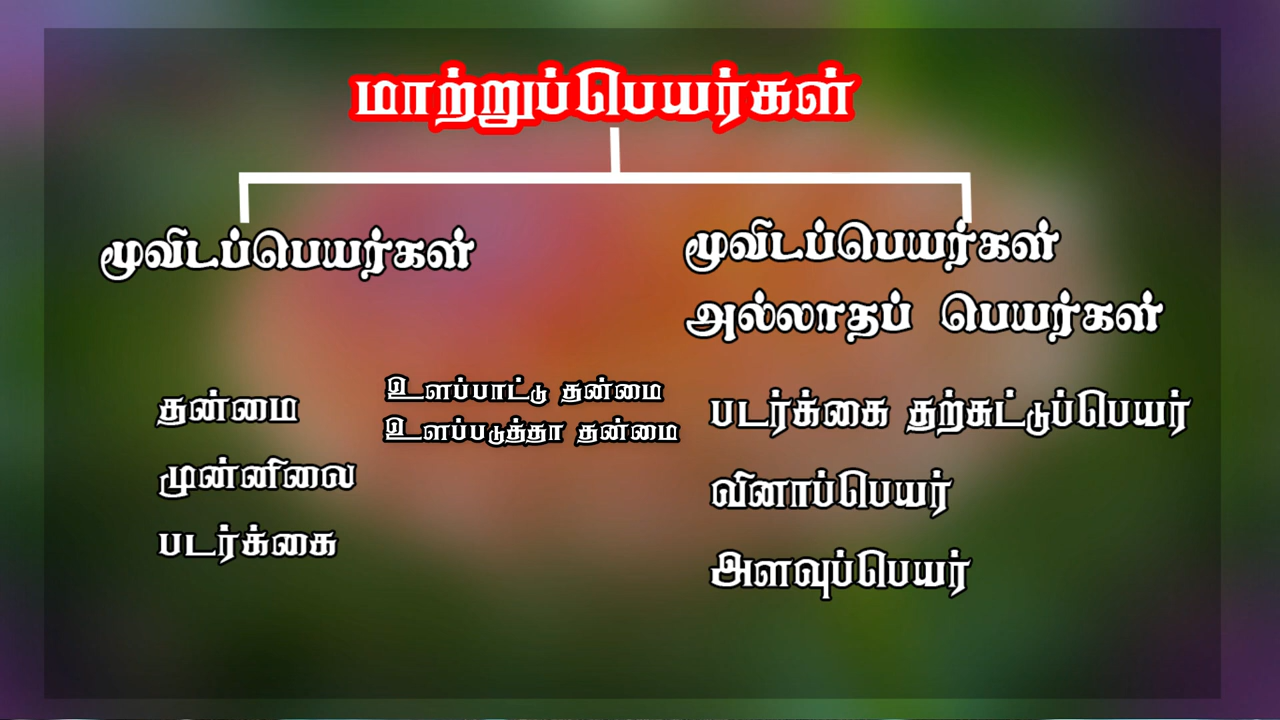 மாற்றுப்பெயர்கள்
மூவிடப்பெயர்கள்
தன்மை
முன்னிலை
படர்க்கை
உளப்பாட்டு தன்மை
உளப்படுத்தா தன்மை
மூவிடப்பெயர்கள்
அல்லாதப் பெயர்கள்
படர்க்கை தற்சுட்டுப்பெயர்
வினாப்பெயர்
அளவுப்பெயர்